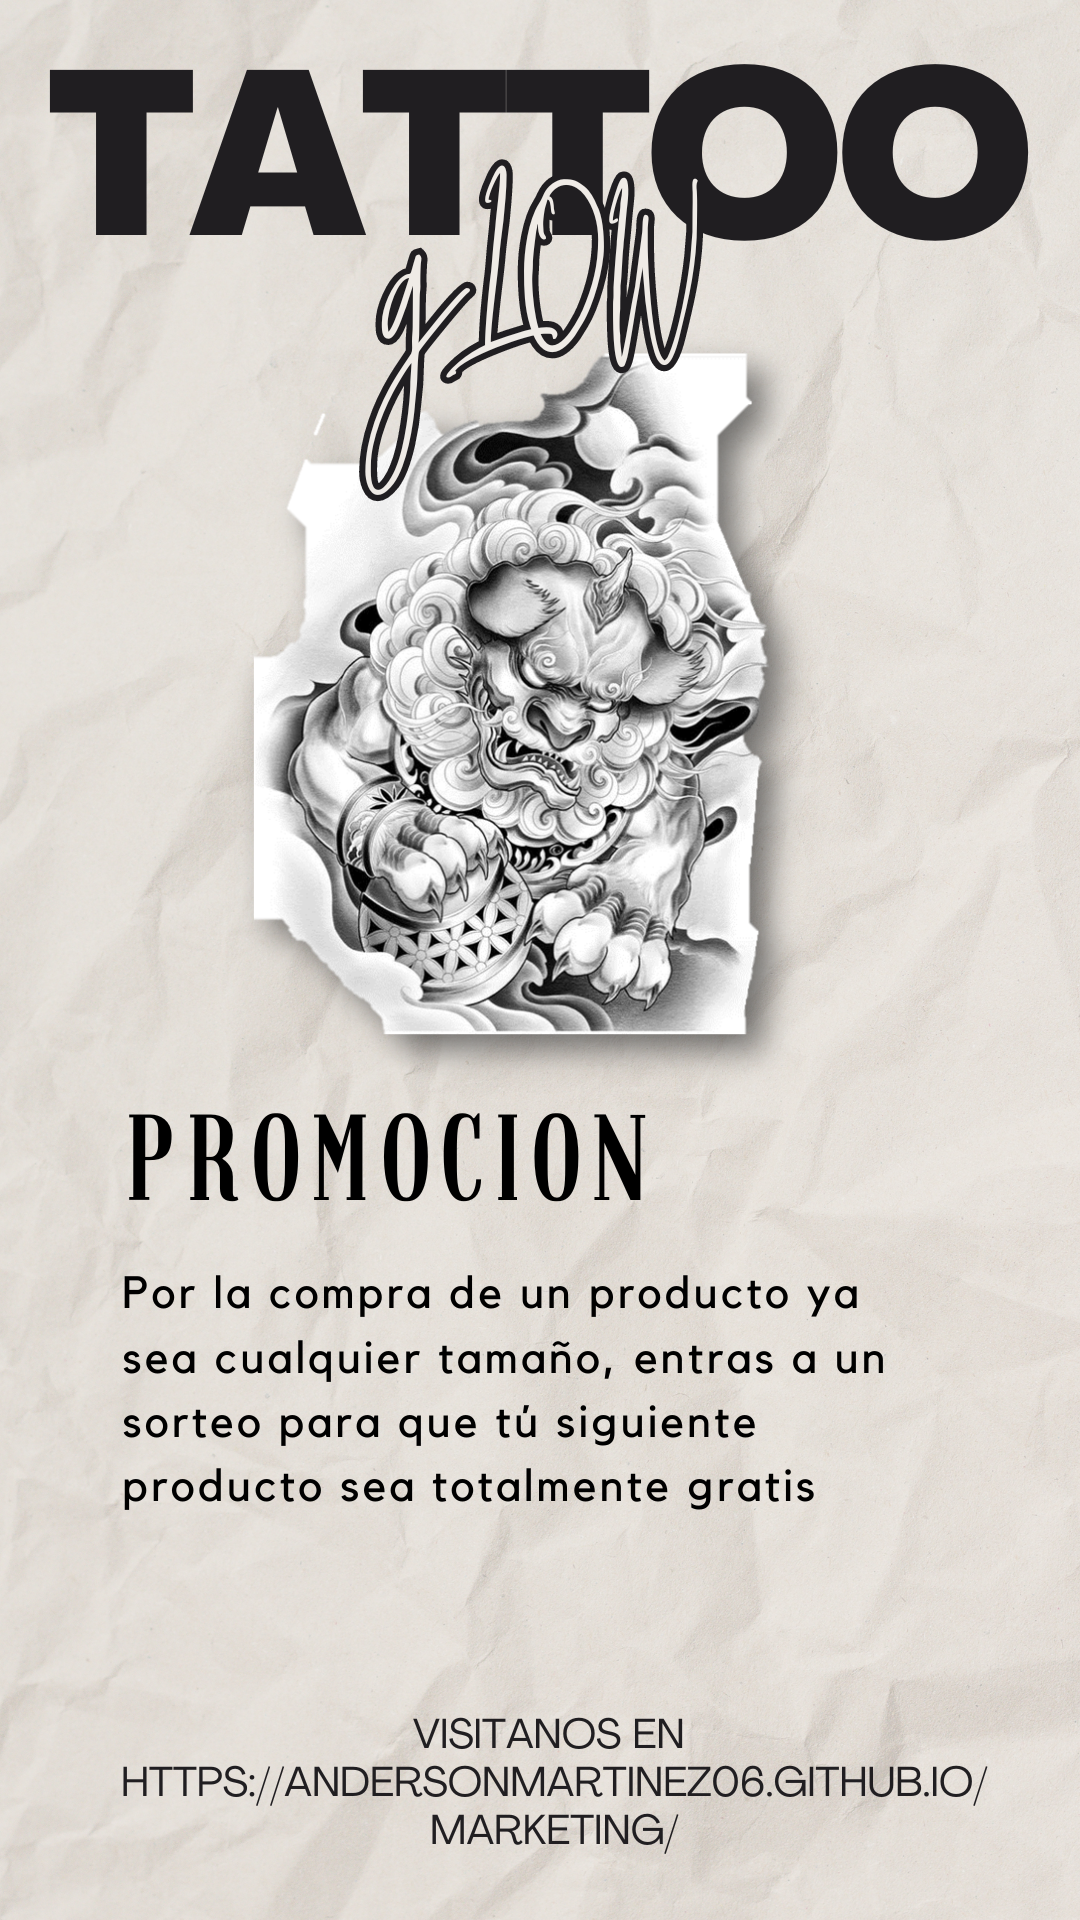 TATTOO
gLOW
PROMOCION
Por la compra de un producto ya
sea cualquier tamaño, entras a un
sorteo para que tú siguiente
producto sea totalmente gratis
VISITANOS EN
HTTPS://ANDERSONMARTINEZ06.GITHUB.IO/
MARKETING/